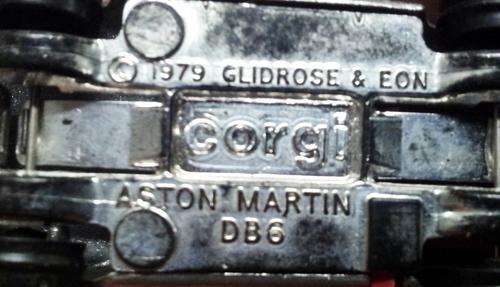 © 1979 GLIDROSE & EON
corgi
ASTON MARTIN
DB6